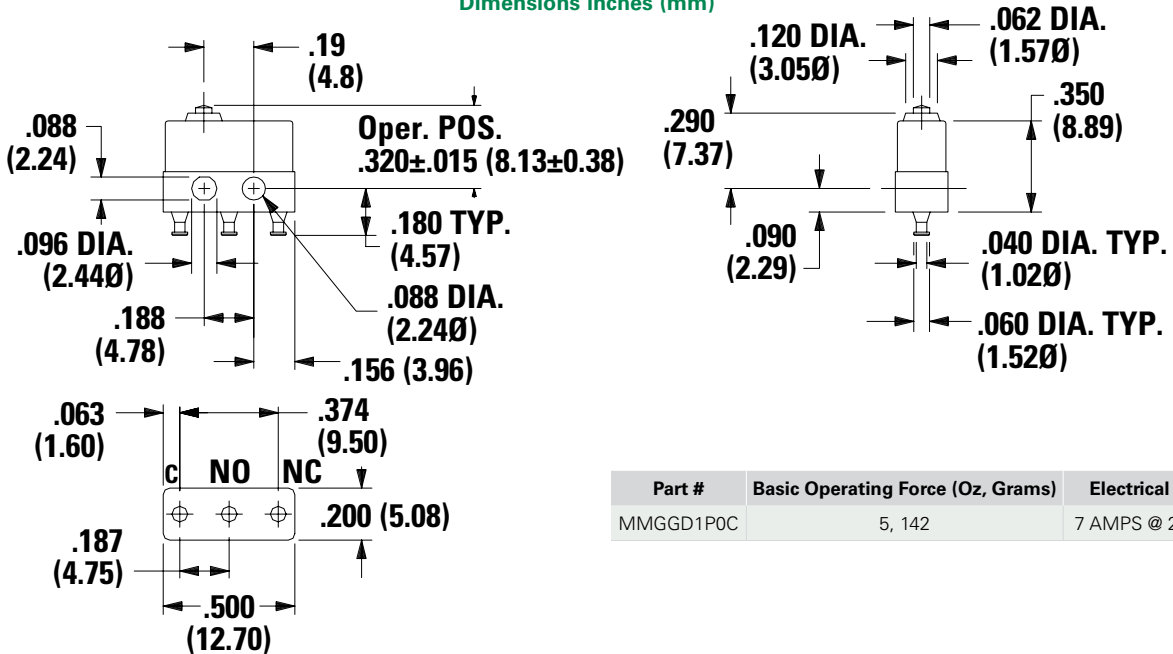 Dimensions Inches (mm)
.19
(4.8)
.088
(2.24)
Oper. POS.
.320±.015 (8.13±0.38)
.096 DIA.
(2.44Ø)
.180 TYP.
(4.57)
.088 DIA.
(2.24Ø)
.188
(4.78)
.156 (3.96)
.120 DIA.
(3.05Ø)
.062 DIA.
(1.57Ø)
.290
(7.37)
.350
(8.89)
.090
(2.29)
.040 DIA. TYP.
(1.02Ø)
.060 DIA. TYP.
(1.52Ø)
.063
(1.60)
.374
(9.50)
C NO NC
.200 (5.08)
.187
(4.75)
.500
(12.70)
Part # Basic Operating Force (Oz, Grams) Electrical
MMGGD1P0C 5, 142 7 AMPS @ 2